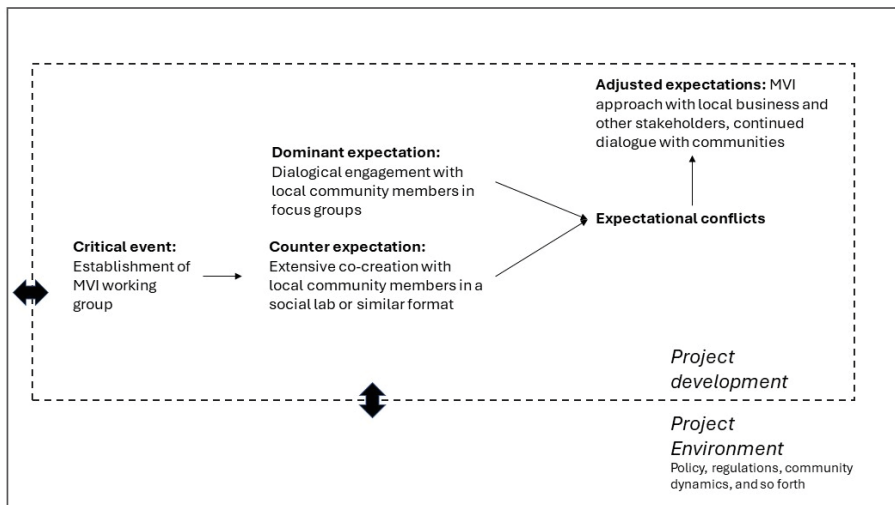 Adjusted expectations: MVI
approach with local business and
other stakeholders, continued
dialogue with communities
Dominant expectation:
Dialogical engagement with
local community members in
focus groups
Expectational conflicts
Critical event:
Establishment of
MVI working
group
Counter expectation:
Extensive co-creation with
local community members in a
social lab or similar format
Project
development
Project
Environment
Policy, regulations, community
dynamics, and so forth